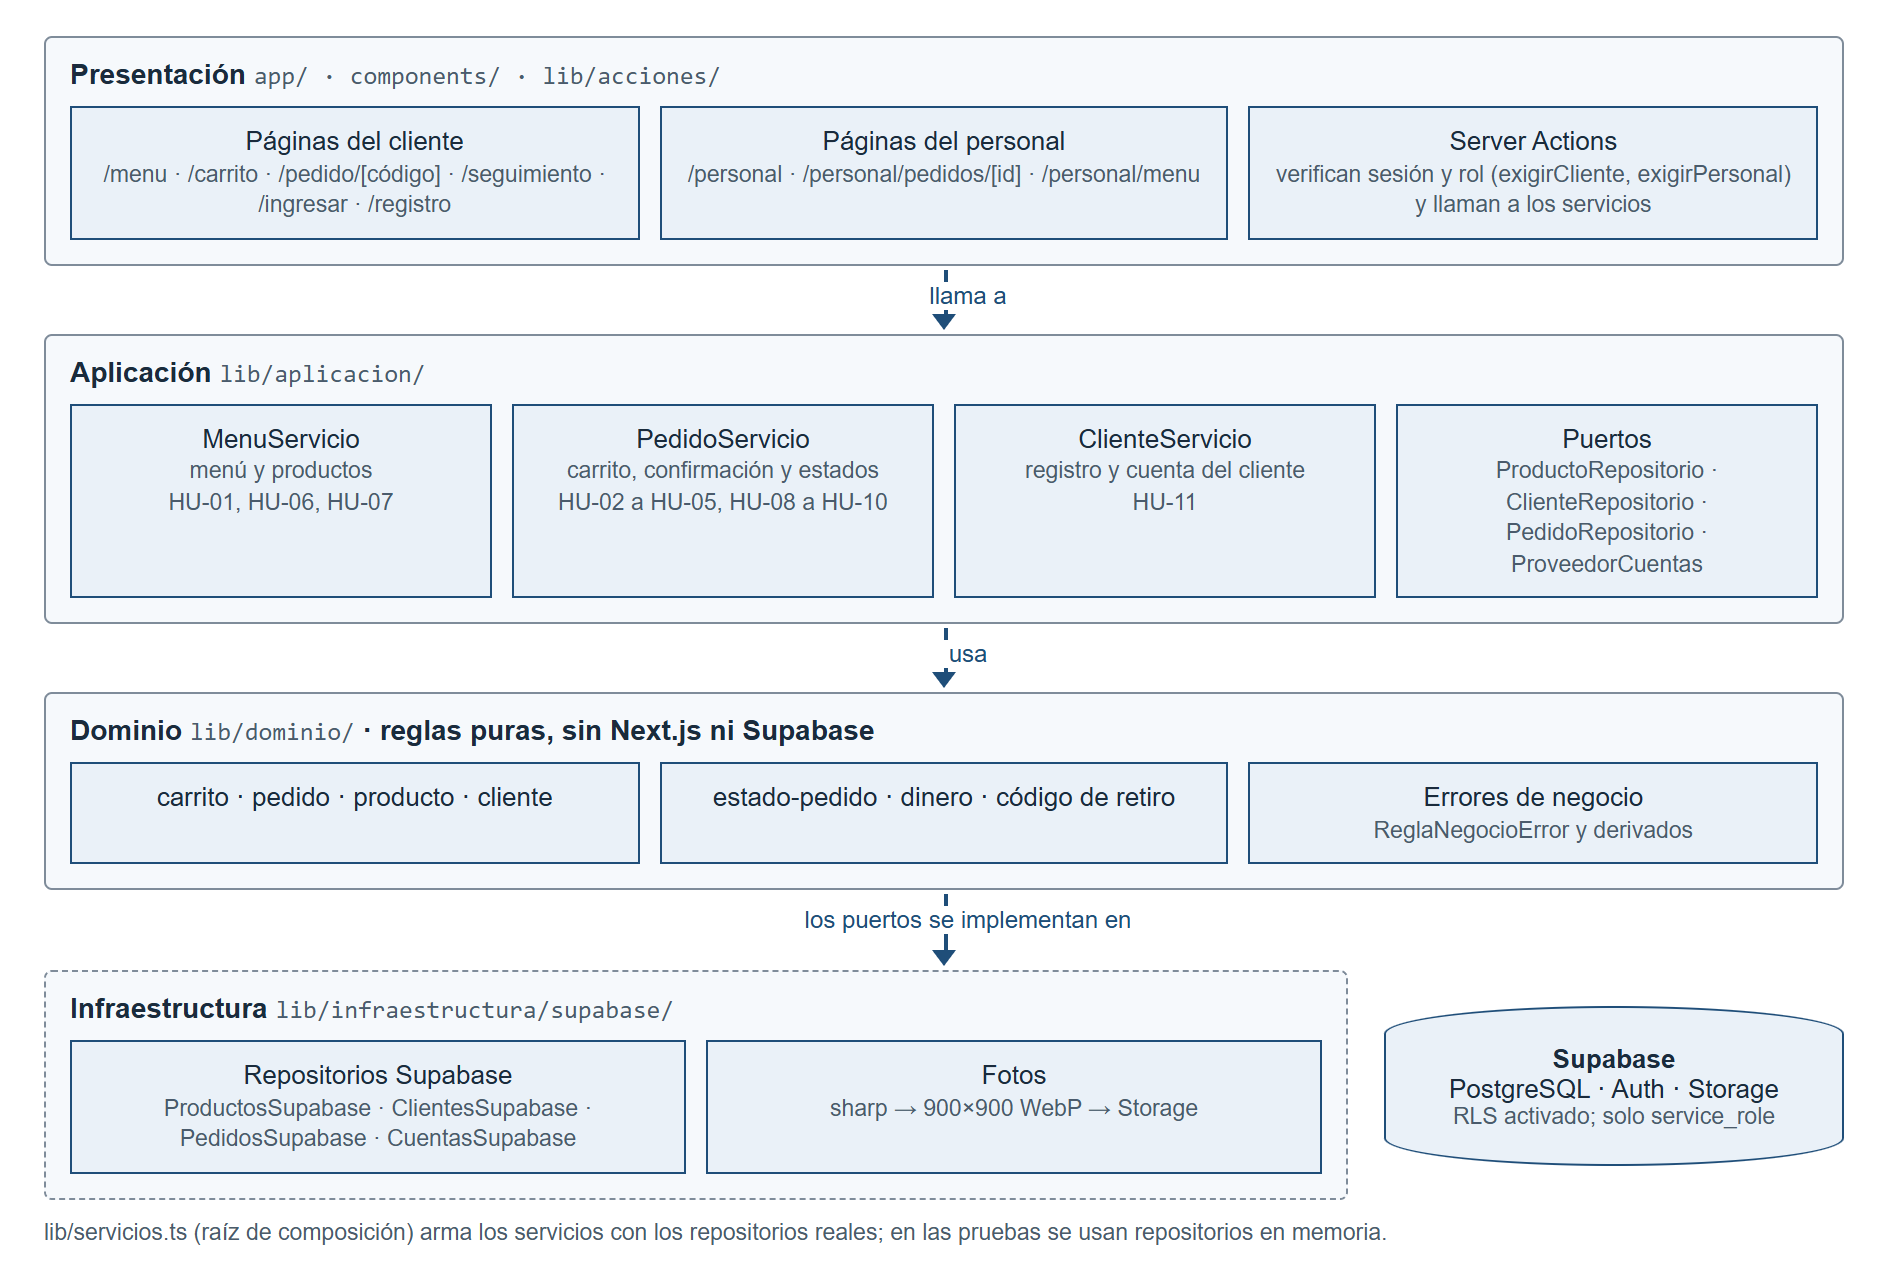 Presentación app/ · components/ · lib/acciones/
Páginas del cliente
/menu · /carrito · /pedido/[código] · /seguimiento ·
/ingresar · /registro
Páginas del personal
/personal · /personal/pedidos/[id] · /personal/menu
Server Actions
verifican sesión y rol (exigirCliente, exigirPersonal)
y llaman a los servicios
llama a
Aplicación lib/aplicacion/
MenuServicio
menú y productos
HU-01, HU-06, HU-07
PedidoServicio
carrito, confirmación y estados
HU-02 a HU-05, HU-08 a HU-10
ClienteServicio
registro y cuenta del cliente
HU-11
Puertos
ProductoRepositorio ·
ClienteRepositorio ·
PedidoRepositorio ·
ProveedorCuentas
usa
Dominio lib/dominio/ · reglas puras, sin Next.js ni Supabase
carrito · pedido · producto · cliente
estado-pedido · dinero · código de retiro
Errores de negocio
ReglaNegocioError y derivados
los puertos se implementan en
Infraestructura lib/infraestructura/supabase/
Repositorios Supabase
ProductosSupabase · ClientesSupabase ·
PedidosSupabase · CuentasSupabase
Fotos
sharp → 900×900 WebP → Storage
Supabase
PostgreSQL · Auth · Storage
RLS activado; solo service_role
lib/servicios.ts (raíz de composición) arma los servicios con los repositorios reales; en las pruebas se usan repositorios en memoria.